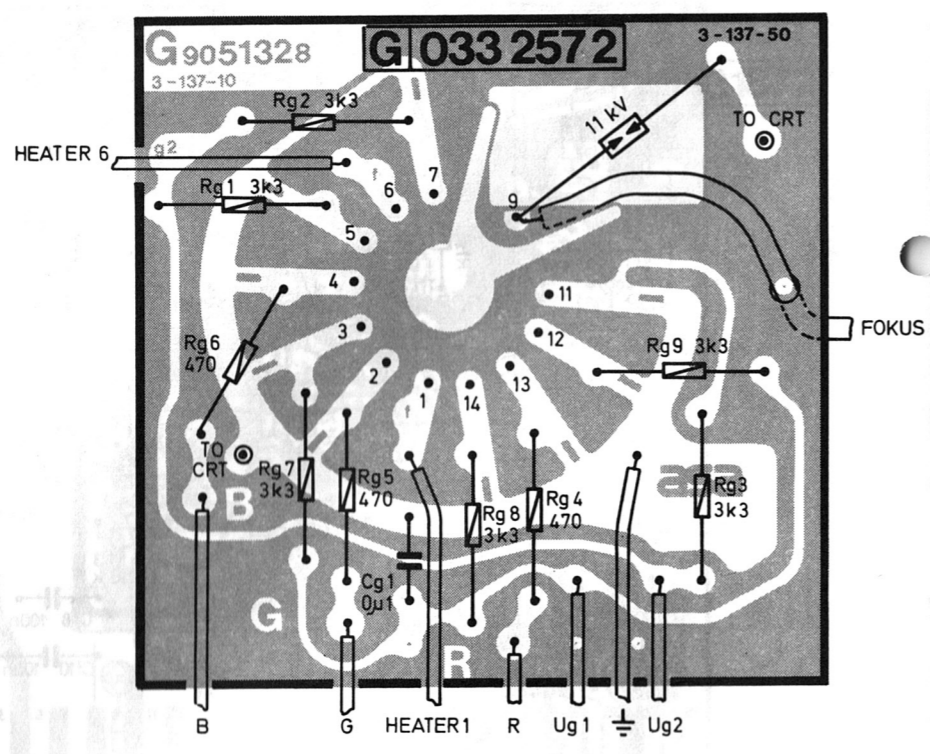 G 9051328
3-137-10
G 033 2572
3-137-50
Rg2 3k3
11 kV
TO CRT
HEATER 6
g2
Rg1 3k3
f
6
7
9
5
4
11
3
12
FOKUS
Rg6
470
Rg9 3k3
2
13
1
14
f
TO
CRT
Rg7
3k3
Rg5
470
Rg8
3k3
Rg4
470
Rg3
3k3
B
Cg1
0µ1
G
R
B
G
HEATER 1
R
Ug1
Ug2